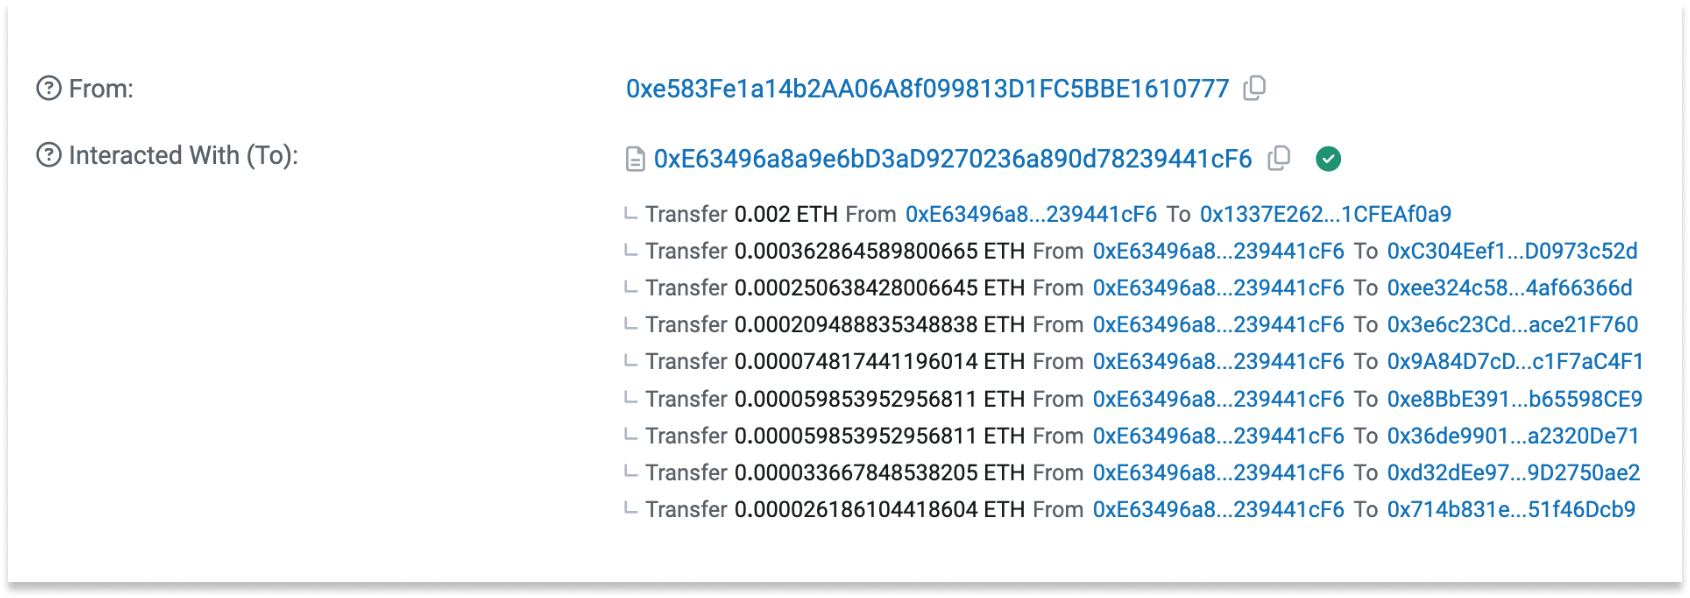 From:
0xe583Fe1a14b2AA06A8f099813D1FC5BBE1610777
Interacted With (To):
0xE63496a8a9e6bD3aD9270236a890d78239441cF6
Transfer 0.002 ETH From 0xE63496a8...239441cF6 To 0x1337E262...1CFEAf0a9
Transfer 0.000362864589800665 ETH From 0xE63496a8...239441cF6 To 0xC304Eef1...D0973c52d
Transfer 0.000250638428006645 ETH From 0xE63496a8...239441cF6 To 0xee324c58...4af66366d
Transfer 0.000209488835348838 ETH From 0xE63496a8...239441cF6 To 0x3e6c23Cd...ace21F760
Transfer 0.000074817441196014 ETH From 0xE63496a8...239441cF6 To 0x9A84D7cD...c1F7aC4F1
Transfer 0.000059853952956811 ETH From 0xE63496a8...239441cF6 To 0xe8BbE391...b65598CE9
Transfer 0.000059853952956811 ETH From 0xE63496a8...239441cF6 To 0x36de9901...a2320De71
Transfer 0.000033667848538205 ETH From 0xE63496a8...239441cF6 To 0xd32dEe97...9D2750ae2
Transfer 0.000026186104418604 ETH From 0xE63496a8...239441cF6 To 0x714b831e...51f46Dcb9